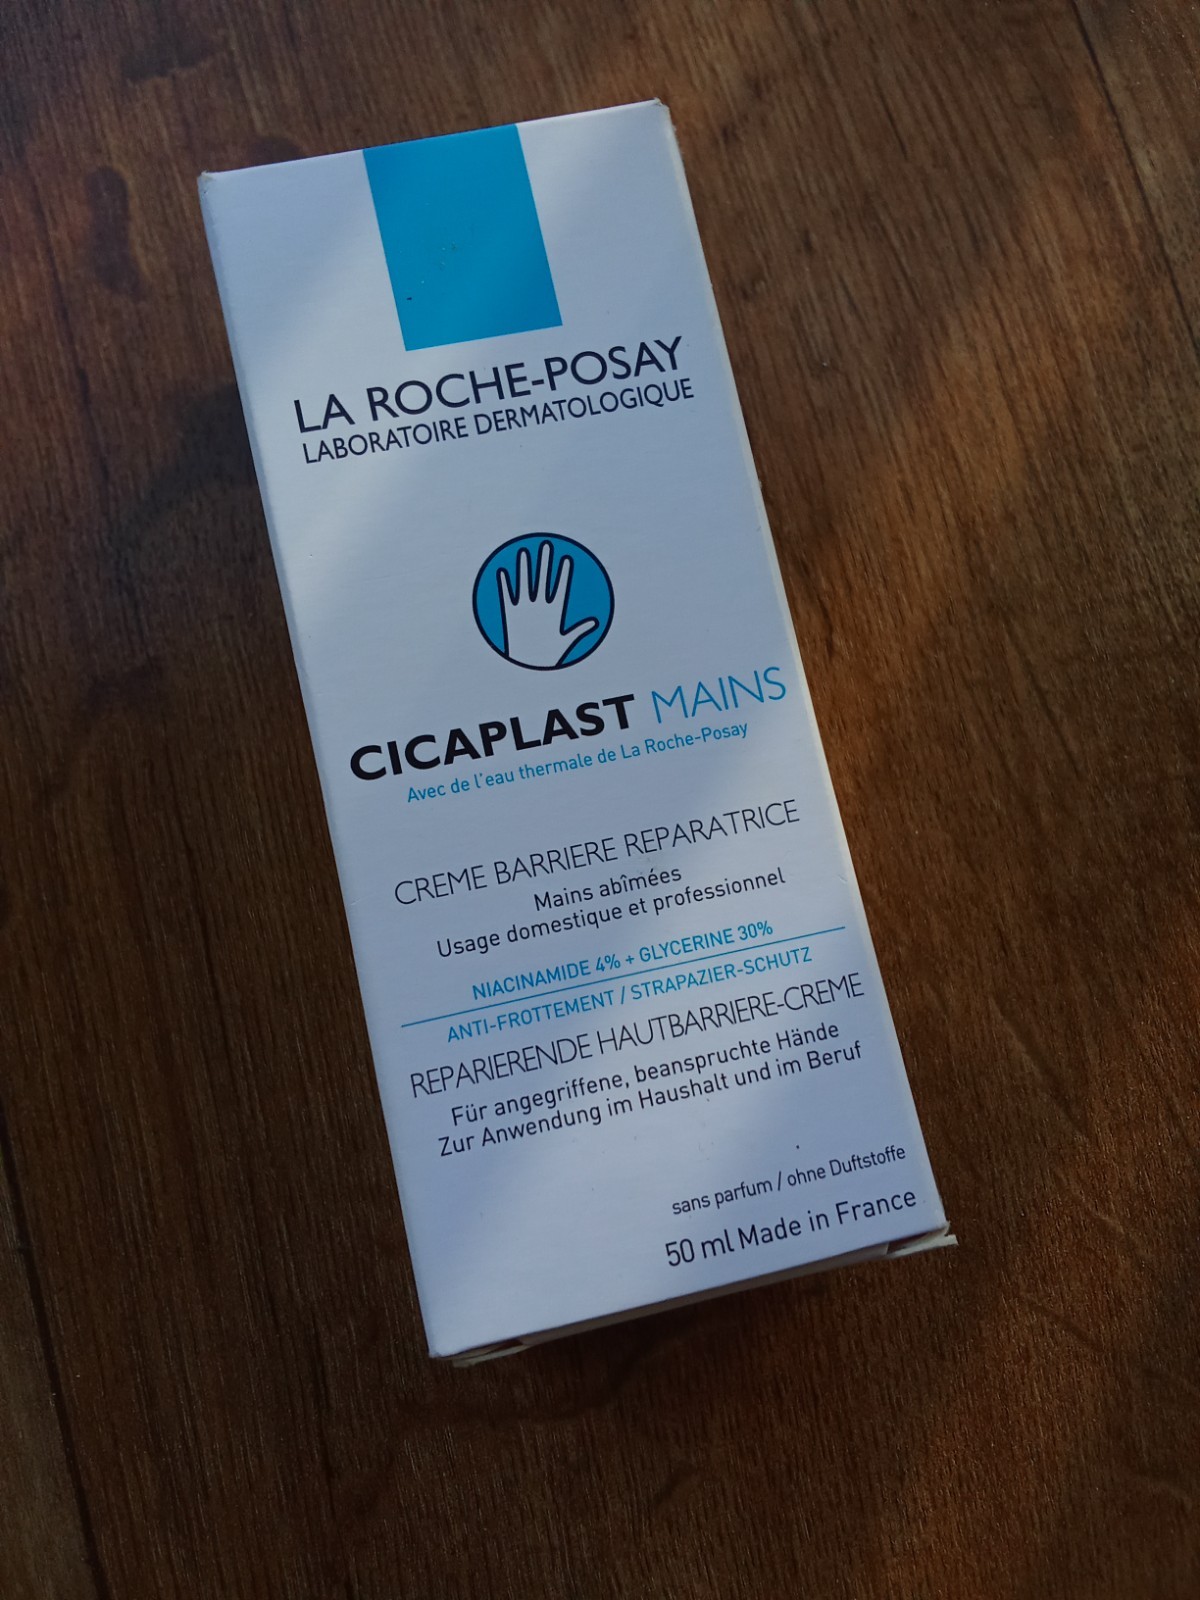 LA ROCHE-POSAY
LABORATOIRE DERMATOLOGIQUE
CICAPLAST MAINS
Avec de l'eau thermale de La Roche-Posay
CREME BARRIERE REPARATRICE
Mains abîmées
Usage domestique et professionnel
NIACINAMIDE 4% + GLYCERINE 30%
ANTI-FROTTEMENT / STRAPAZIER-SCHUTZ
REPARIERENDE HAUTBARRIERE-CREME
Für angegriffene, beanspruchte Hände
Zur Anwendung im Haushalt und im Beruf
sans parfum / ohne Duftstoffe
50 ml Made in France